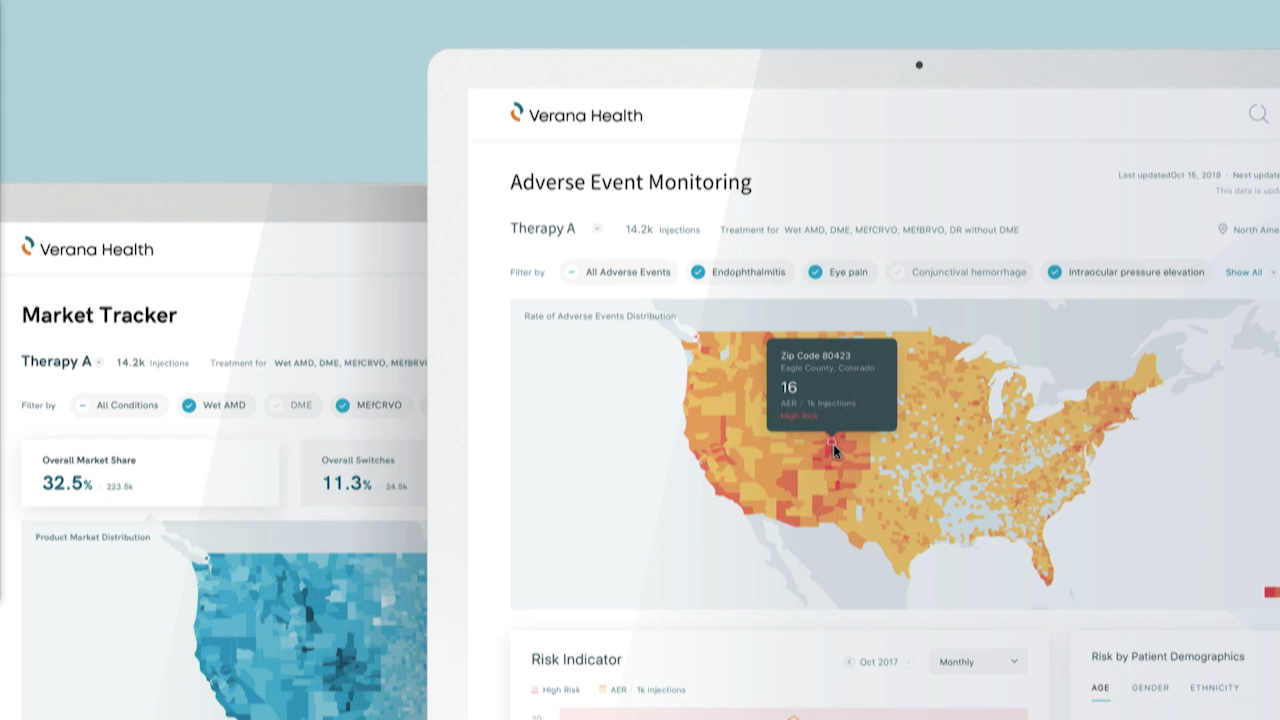 Verana Health
Market Tracker
Therapy A 14.2k Injections Treatment for Wet AMD, DME, MEfCRVO,
Filter by All Conditions Wet AMD DME MEfCRVO
Overall Market Share
32.5% / 223.5k
Overall Switches
11.3% / 24.5k
Product Market Distribution
Verana Health
Adverse Event Monitoring
Last updatedOct 16, 2018 - Next update
This data is
Therapy A 14.2k Injections Treatment for Wet AMD, DME, MEfCRVO, MEfBRVO, DR without DME
North
Filter by All Adverse Events Endophthalmitis Eye pain Conjunctival hemorrhage Intraocular pressure elevation Show All
Rate of Adverse Events Distribution
Zip Code 80423
Eagle County, Colorado
16
AER / 1k Injections
High Risk
Risk Indicator
Oct 2017
Monthly
High Risk AER / 1k Injections
20
Risk by Patient Demographics
AGE GENDER ETHNICITY